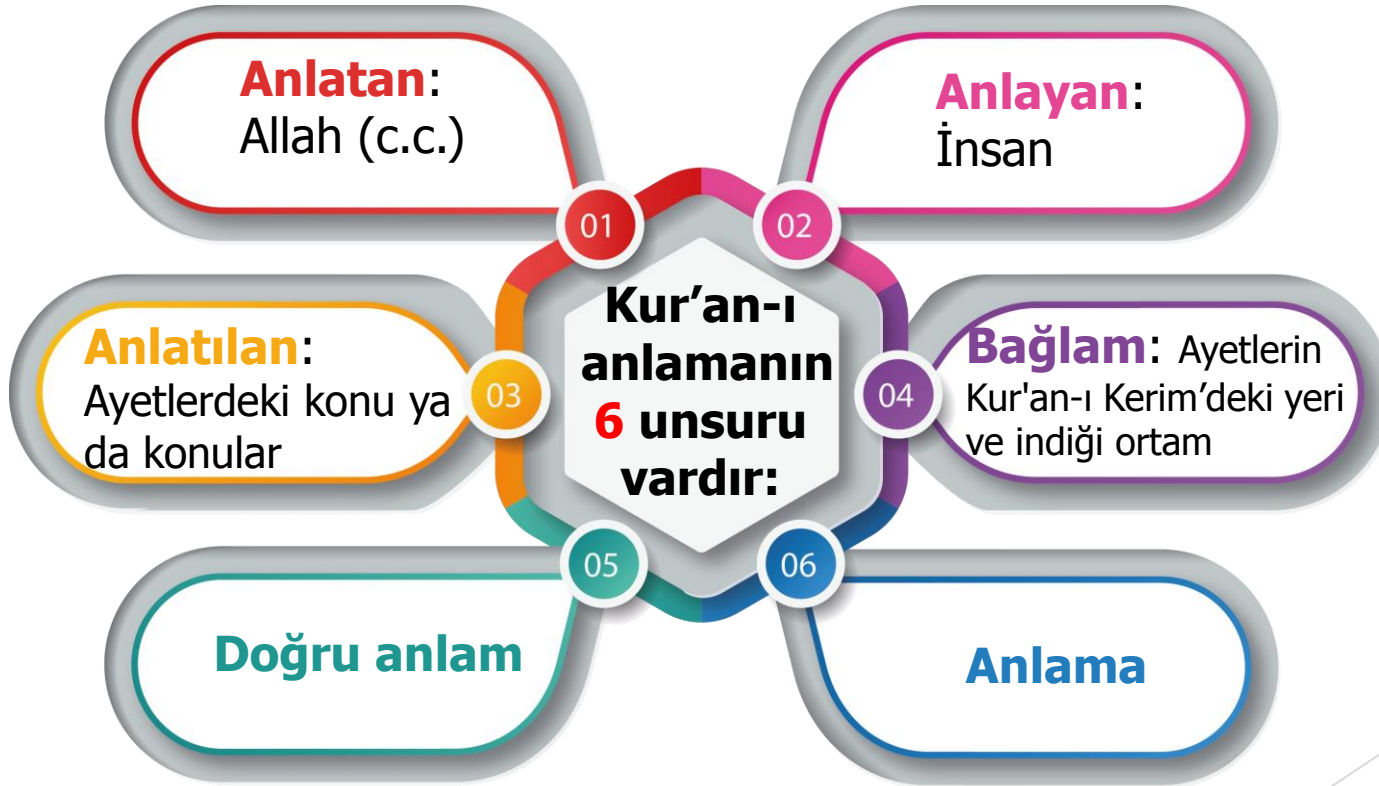 Anlatan:
Allah (c.c.)
01
Anlayan:
İnsan
02
Kur’an-ı
anlamanın
6 unsuru
vardır:
Anlatılan:
Ayetlerdeki konu ya
da konular
03
Bağlam: Ayetlerin
Kur'an-ı Kerim’deki yeri
ve indiği ortam
04
Doğru anlam
05
Anlama
06